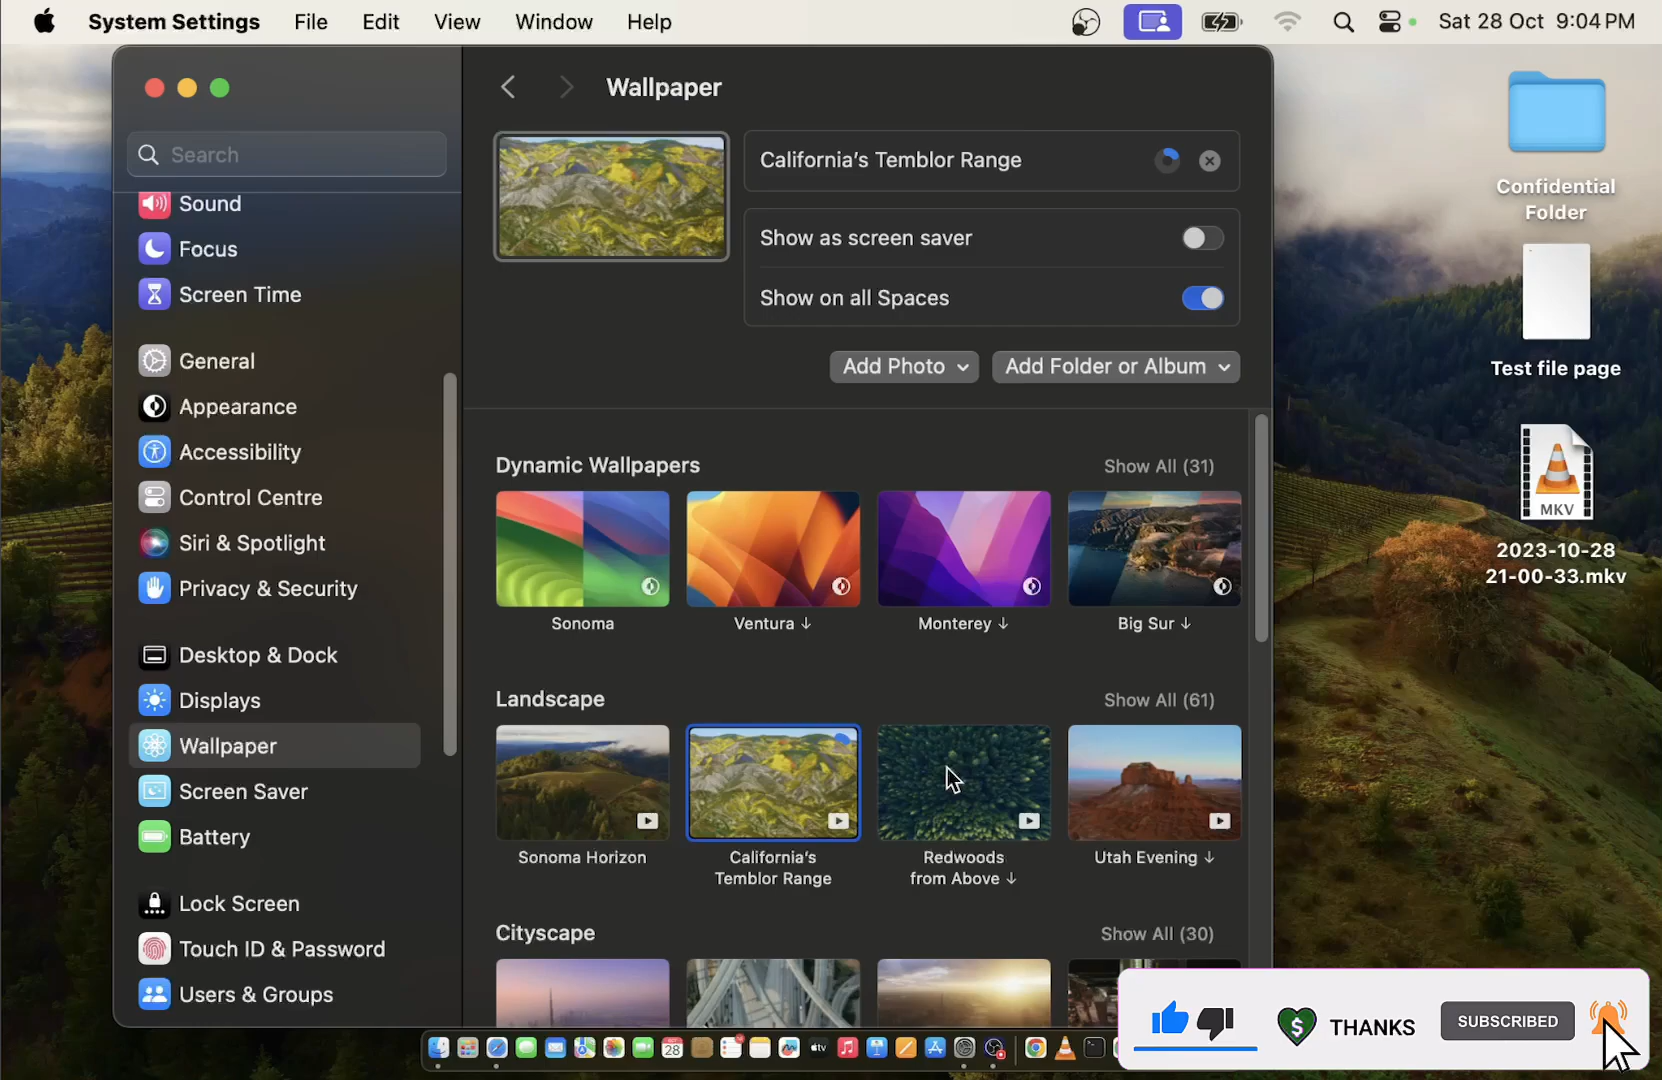 System Settings File Edit View Window Help Sat 28 Oct 9:04 PM
Search
Sound
Focus
Screen Time
General
Appearance
Accessibility
Control Centre
Siri & Spotlight
Privacy & Security
Desktop & Dock
Displays
Wallpaper
Screen Saver
Battery
Lock Screen
Touch ID & Password
Users & Groups
Wallpaper
California's Temblor Range
Show as screen saver
Show on all Spaces
Add Photo
Add Folder or Album
Dynamic Wallpapers Show All (31)
Sonoma
Ventura ↓
Monterey ↓
Big Sur ↓
Landscape Show All (61)
Sonoma Horizon
California's
Temblor Range
Redwoods
from Above ↓
Utah Evening ↓
Cityscape Show All (30)
Confidential
Folder
Test file page
MKV
2023-10-28
21-00-33.mkv
28
tv
$ THANKS SUBSCRIBED